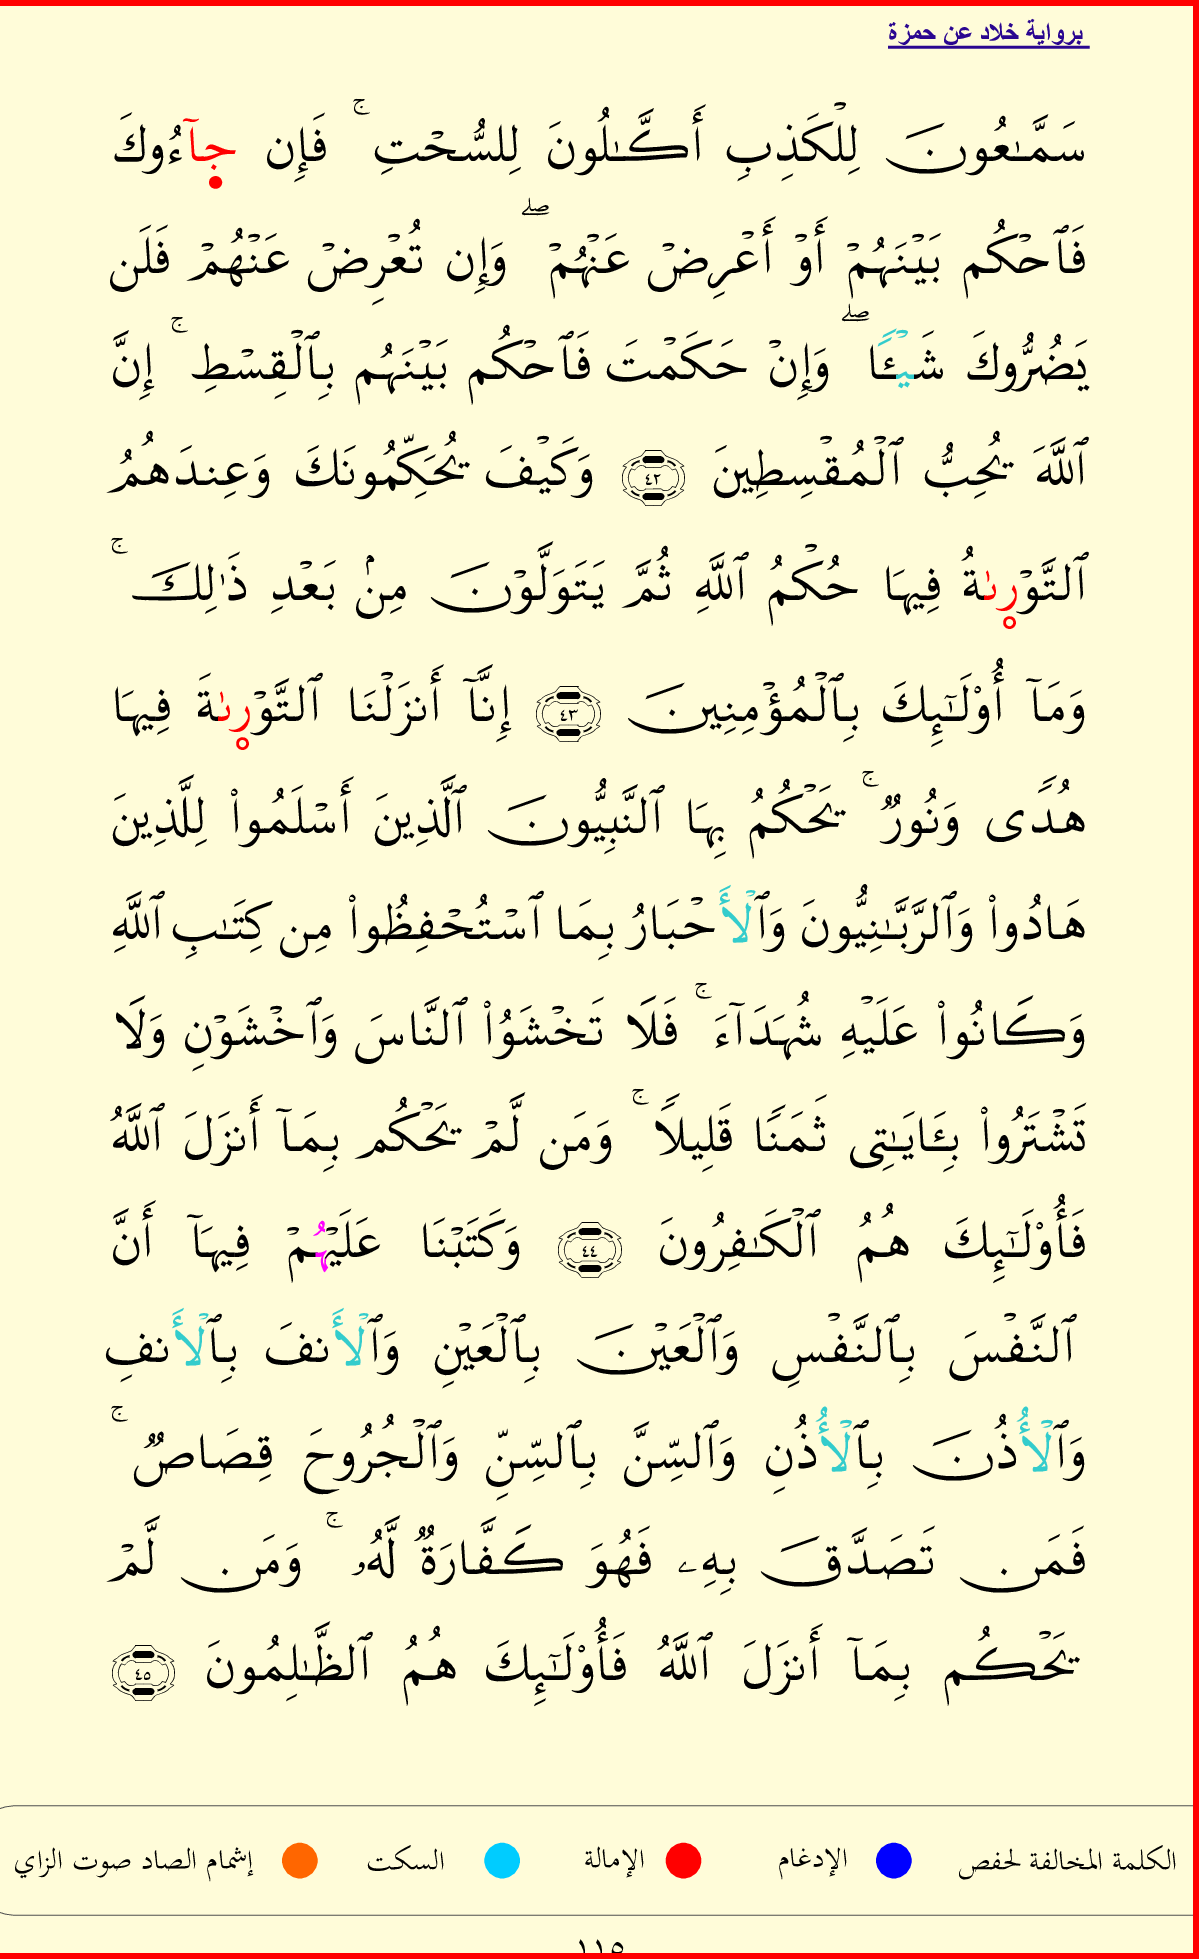 برواية خلاد عن حمزة
سَمَّـٰعُونَ لِلْكَذِبِ أَكَّـٰلُونَ لِلسُّحْتِ ۚ فَإِن جَآءُوكَ
فَٱحْكُم بَيْنَهُمْ أَوْ أَعْرِضْ عَنْهُمْ ۖ وَإِن تُعْرِضْ عَنْهُمْ فَلَن
يَضُرُّوكَ شَيْـًٔا ۖ وَإِنْ حَكَمْتَ فَٱحْكُم بَيْنَهُم بِٱلْقِسْطِ ۚ إِنَّ
ٱللَّهَ يُحِبُّ ٱلْمُقْسِطِينَ ٤٢ وَكَيْفَ يُحَكِّمُونَكَ وَعِندَهُمُ
ٱلتَّوْرىٰةُ فِيهَا حُكْمُ ٱللَّهِ ثُمَّ يَتَوَلَّوْنَ مِنۢ بَعْدِ ذَٰلِكَ ۚ
وَمَآ أُوْلَـٰٓئِكَ بِٱلْمُؤْمِنِينَ ٤٣ إِنَّآ أَنزَلْنَا ٱلتَّوْرىٰةَ فِيهَا
هُدًى وَنُورٌ ۚ يَحْكُمُ بِهَا ٱلنَّبِيُّونَ ٱلَّذِينَ أَسْلَمُوا۟ لِلَّذِينَ
هَادُوا۟ وَٱلرَّبَّـٰنِيُّونَ وَٱلْأَحْبَارُ بِمَا ٱسْتُحْفِظُوا۟ مِن كِتَـٰبِ ٱللَّهِ
وَكَانُوا۟ عَلَيْهِ شُهَدَآءَ ۚ فَلَا تَخْشَوُا۟ ٱلنَّاسَ وَٱخْشَوْنِ وَلَا
تَشْتَرُوا۟ بِـَٔايَـٰتِى ثَمَنًا قَلِيلًا ۚ وَمَن لَّمْ يَحْكُم بِمَآ أَنزَلَ ٱللَّهُ
فَأُوْلَـٰٓئِكَ هُمُ ٱلْكَـٰفِرُونَ ٤٤ وَكَتَبْنَا عَلَيْهُمْ فِيهَآ أَنَّ
ٱلنَّفْسَ بِٱلنَّفْسِ وَٱلْعَيْنَ بِٱلْعَيْنِ وَٱلْأَنفَ بِٱلْأَنفِ
وَٱلْأُذُنَ بِٱلْأُذُنِ وَٱلسِّنَّ بِٱلسِّنِّ وَٱلْجُرُوحَ قِصَاصٌ ۚ
فَمَن تَصَدَّقَ بِهِۦ فَهُوَ كَفَّارَةٌ لَّهُۥ ۚ وَمَن لَّمْ
يَحْكُم بِمَآ أَنزَلَ ٱللَّهُ فَأُوْلَـٰٓئِكَ هُمُ ٱلظَّـٰلِمُونَ ٤٥
الكلمة المخالفة لحفص الإدغام الإمالة السكت إشمام الصاد صوت الزاي
١١٥